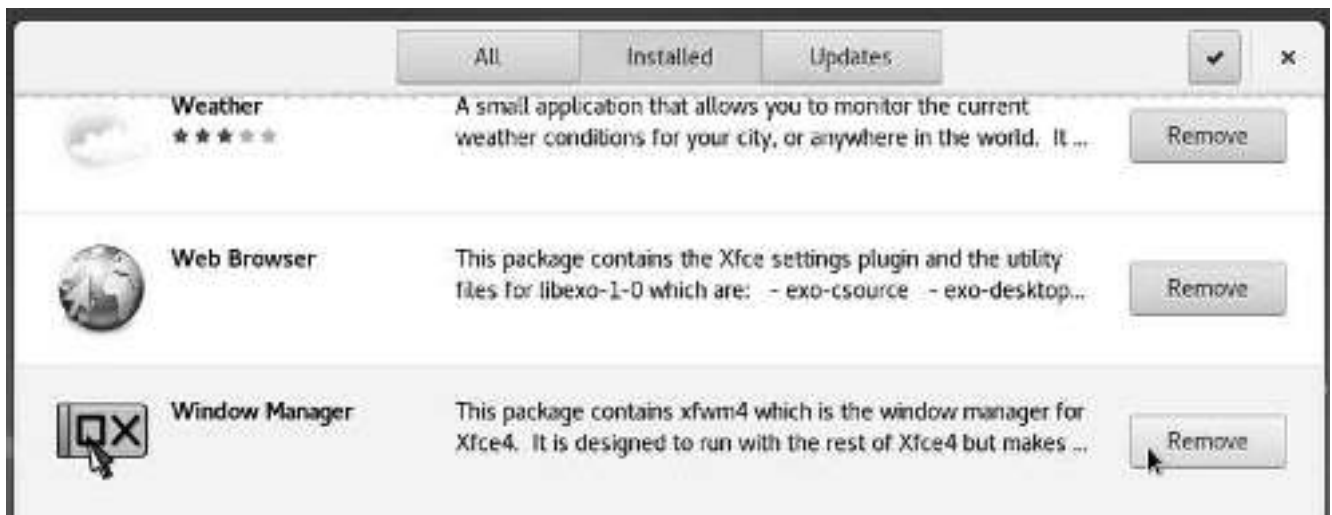 All Installed Updates
Weather
A small application that allows you to monitor the current
weather conditions for your city, or anywhere in the world.  It ...
Remove
Web Browser
This package contains the Xfce settings plugin and the utility
files for libexo-1-0 which are:   - exo-csource   - exo-desktop...
Remove
Window Manager
This package contains xfwm4 which is the window manager for
Xfce4.  It is designed to run with the rest of Xfce4 but makes ...
Remove